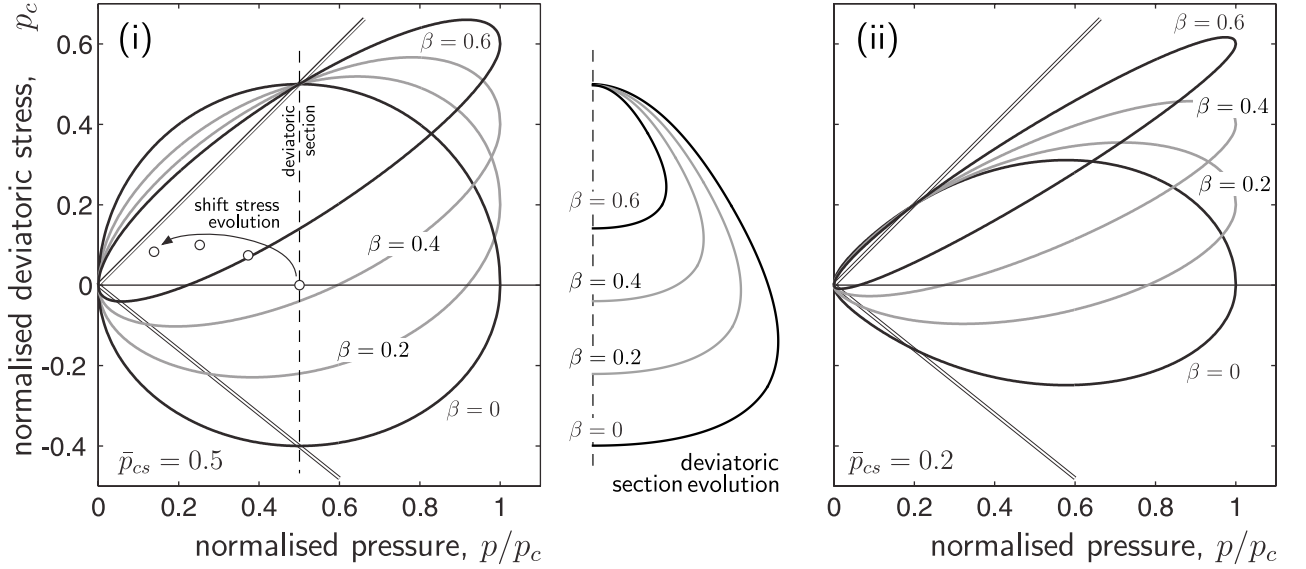 (i)
normalised deviatoric stress, p_c
0.6
0.4
0.2
0
-0.2
-0.4
β = 0.6
deviatoric
section
shift stress
evolution
β = 0.4
β = 0.2
β = 0
p̄_cs = 0.5
0 0.2 0.4 0.6 0.8 1
normalised pressure, p/p_c
β = 0.6
β = 0.4
β = 0.2
β = 0
deviatoric
section evolution
(ii)
β = 0.6
β = 0.4
β = 0.2
β = 0
p̄_cs = 0.2
0 0.2 0.4 0.6 0.8 1
normalised pressure, p/p_c